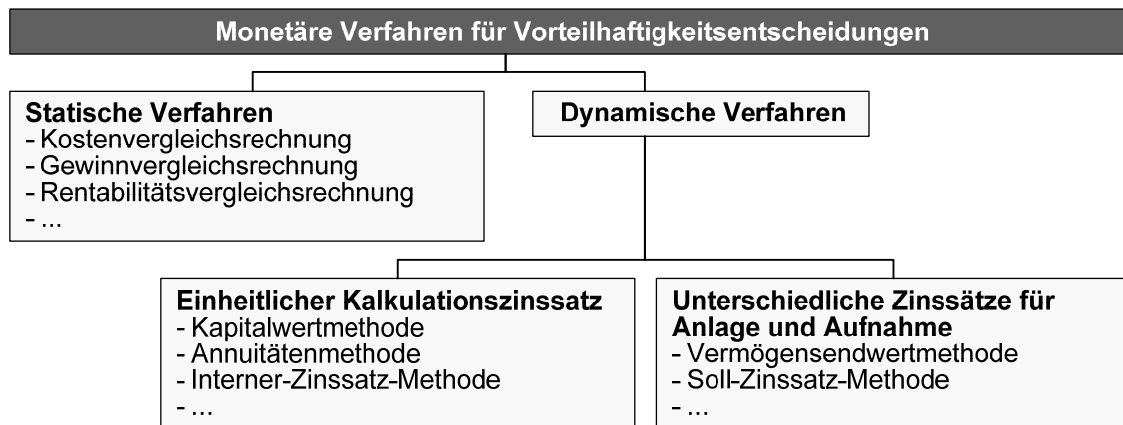 Monetäre Verfahren für Vorteilhaftigkeitsentscheidungen
Statische Verfahren
- Kostenvergleichsrechnung
- Gewinnvergleichsrechnung
- Rentabilitätsvergleichsrechnung
- ...
Dynamische Verfahren
Einheitlicher Kalkulationszinssatz
- Kapitalwertmethode
- Annuitätenmethode
- Interner-Zinssatz-Methode
- ...
Unterschiedliche Zinssätze für
Anlage und Aufnahme
- Vermögensendwertmethode
- Soll-Zinssatz-Methode
- ...